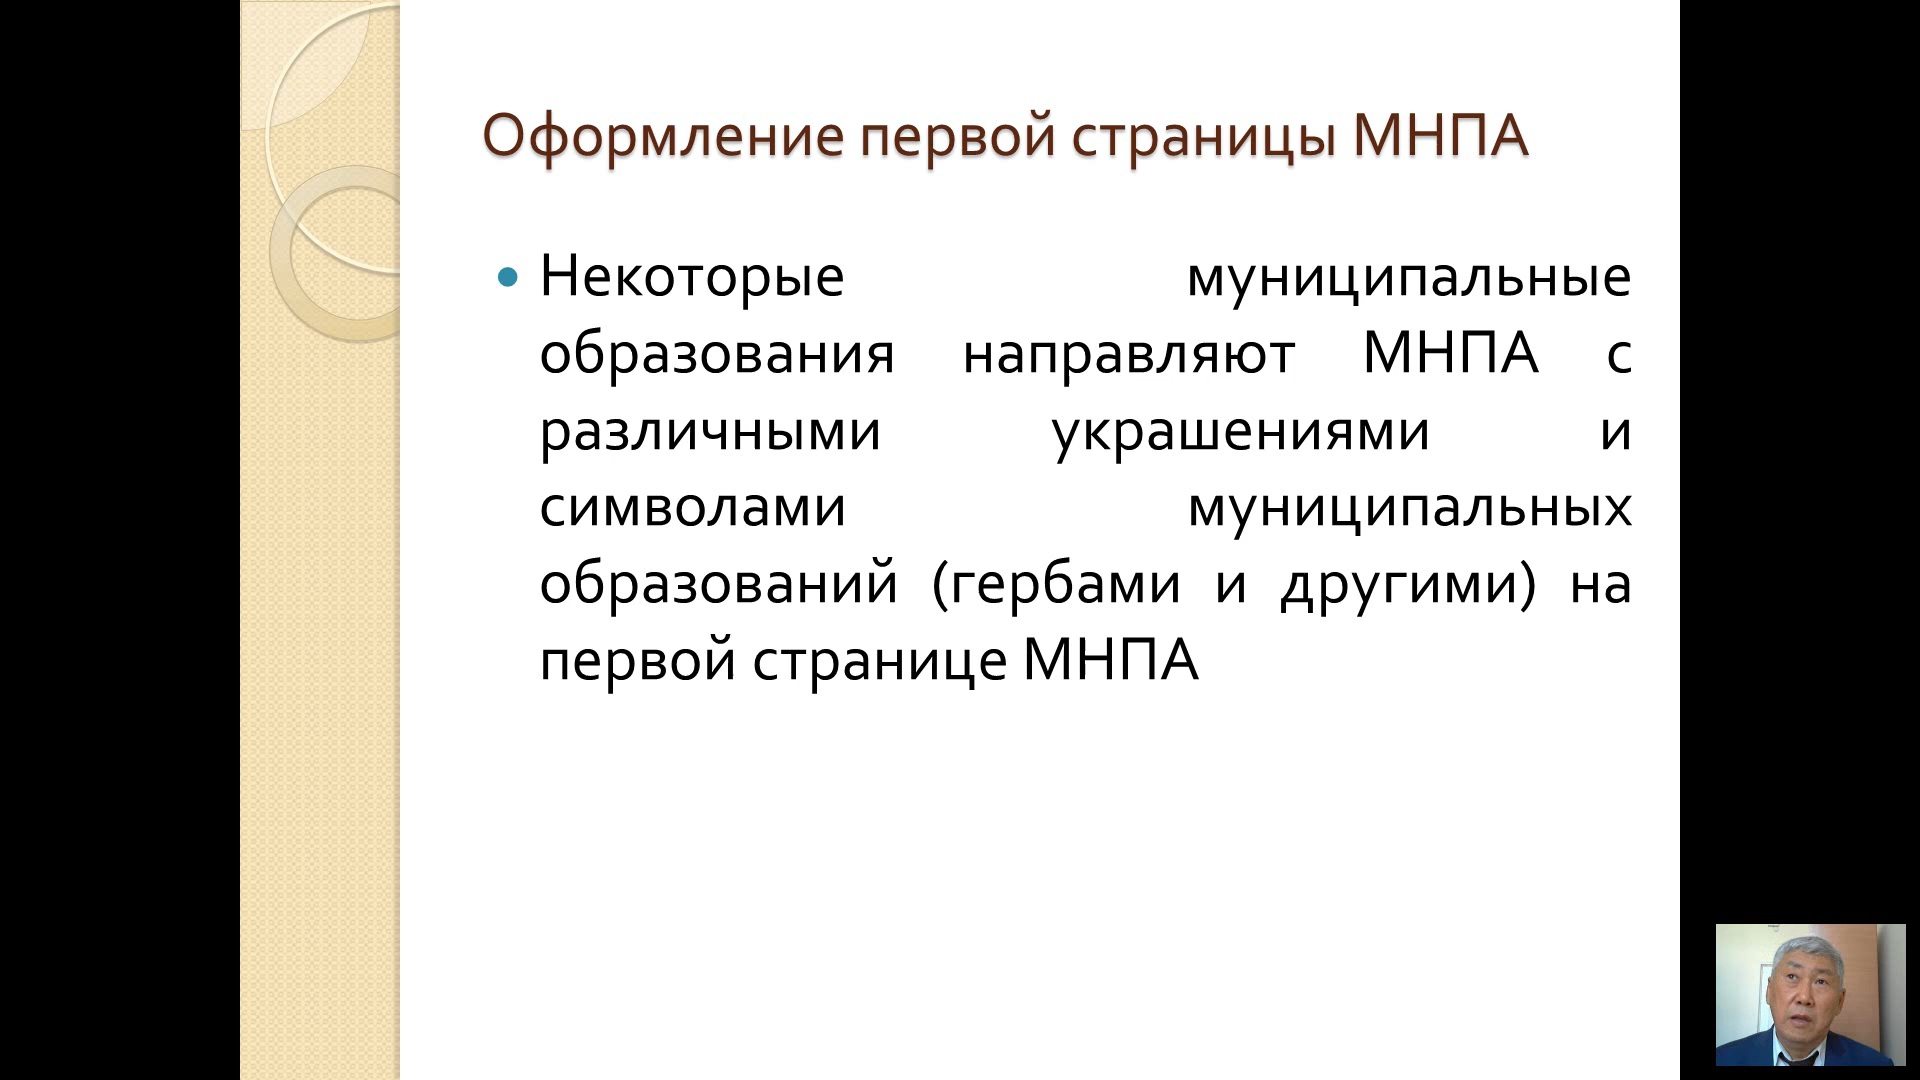 Оформление первой страницы МНПА
• Некоторые муниципальные
образования направляют МНПА с
различными украшениями и
символами муниципальных
образований (гербами и другими) на
первой странице МНПА